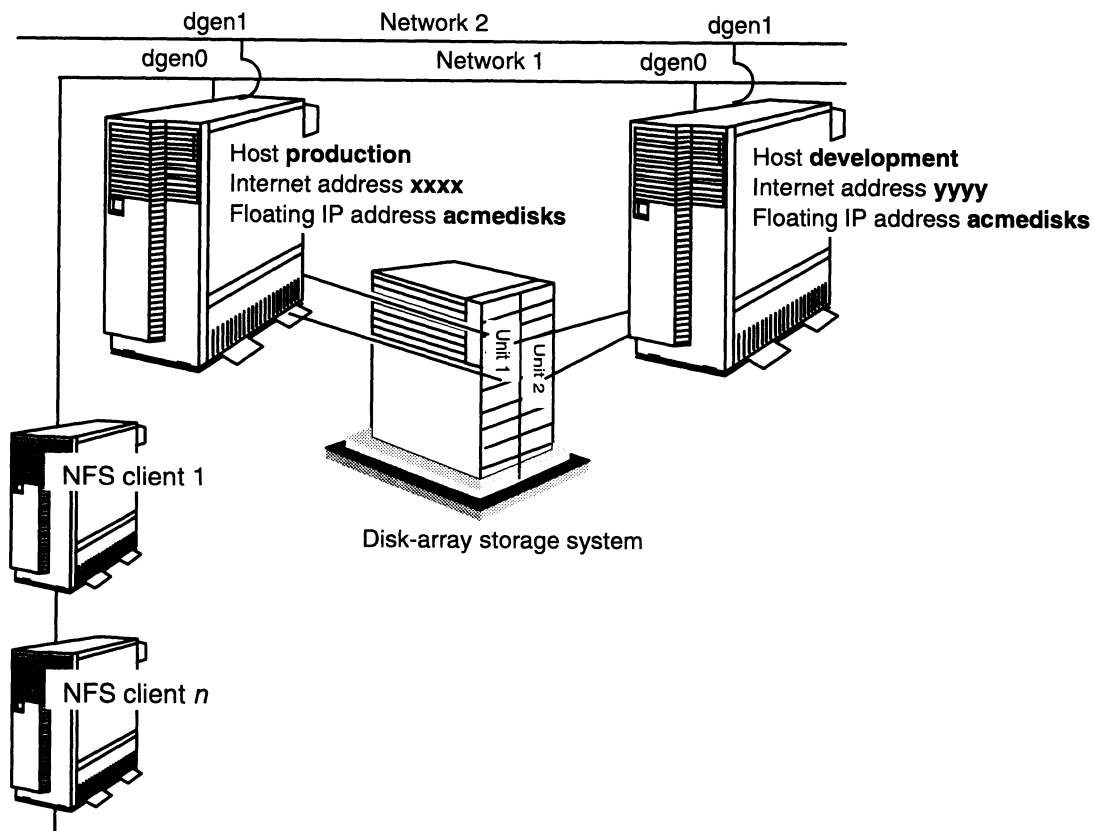 dgen1 Network 2 dgen1
dgen0 Network 1 dgen0
Host production
Internet address xxxx
Floating IP address acmedisks
Host development
Internet address yyyy
Floating IP address acmedisks
Unit 1
Unit 2
NFS client 1
Disk-array storage system
NFS client n